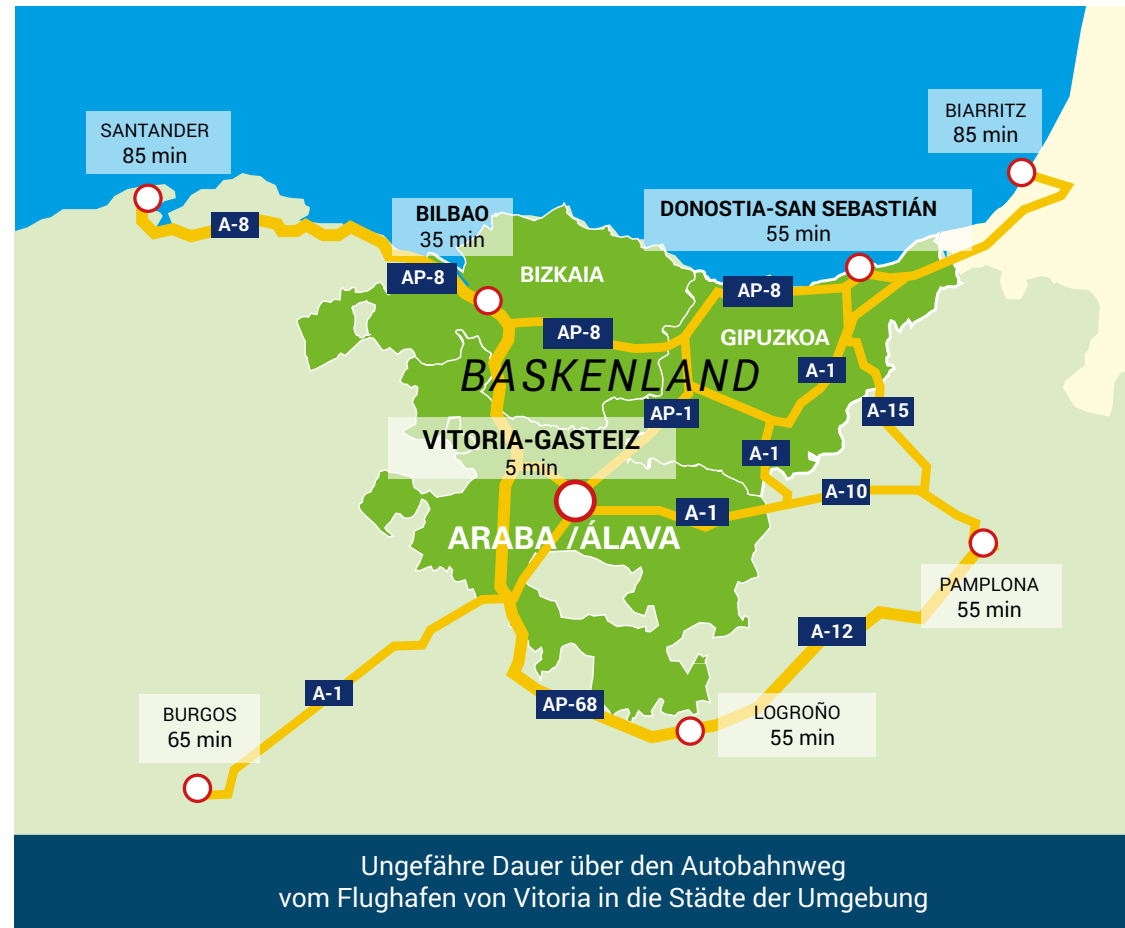 BIARRITZ
85 min
SANTANDER
85 min
DONOSTIA-SAN SEBASTIÁN
55 min
BILBAO
35 min
A-8
AP-8
BIZKAIA
AP-8
AP-8
GIPUZKOA
BASKENLAND
A-1
AP-1
A-15
VITORIA-GASTEIZ
5 min
A-1
A-10
A-1
ARABA /ÁLAVA
PAMPLONA
55 min
A-12
A-1
AP-68
BURGOS
65 min
LOGROÑO
55 min
Ungefähre Dauer über den Autobahnweg
vom Flughafen von Vitoria in die Städte der Umgebung